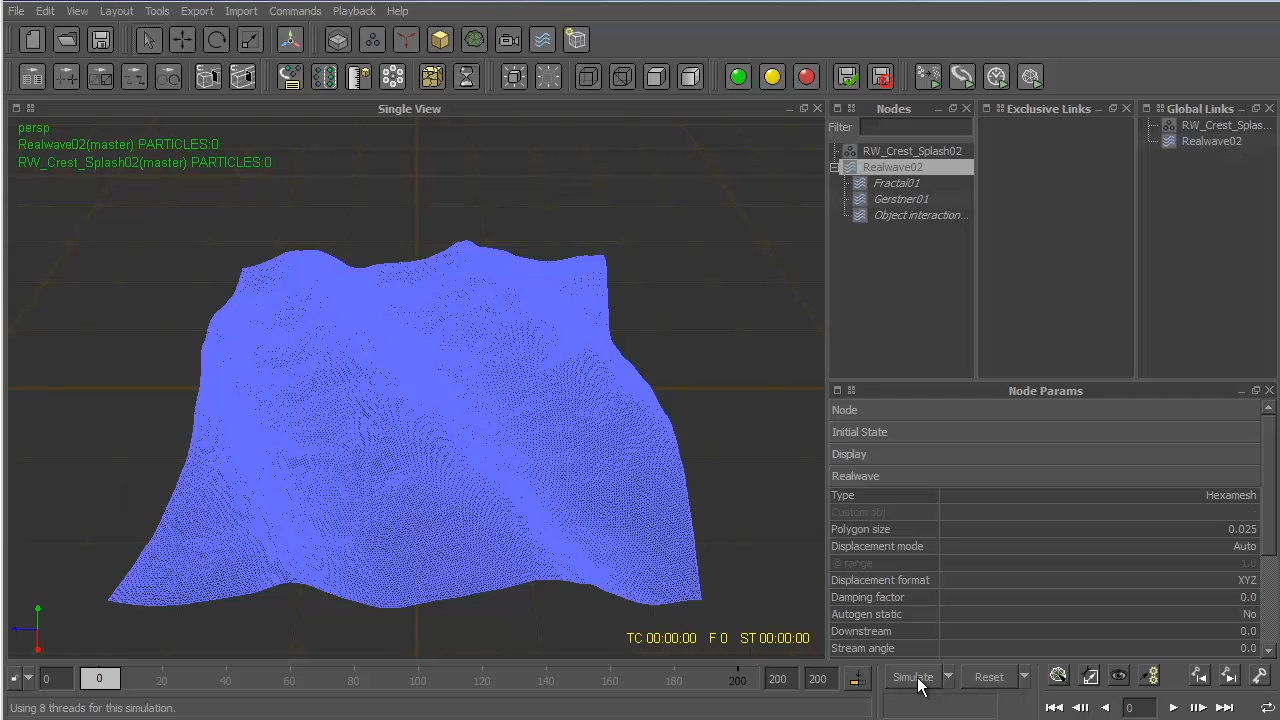 File Edit View Layout Tools Export Import Commands Playback Help
Single View
Nodes
Exclusive Links
Global Links
persp
Realwave02(master) PARTICLES:0
RW_Crest_Splash02(master) PARTICLES:0
Filter
RW_Crest_Splash02
Realwave02
Fractal01
Gerstner01
Object interaction...
RW_Crest_Splas...
Realwave02
Node Params
Node
Initial State
Display
Realwave
Type Hexamesh
Custom obj -
Polygon size 0.025
Displacement mode Auto
@ range 1.0
Displacement format XYZ
Damping factor 0.0
Autogen static No
Downstream 0.0
Stream angle 0.0
TC 00:00:00 F 0 ST 00:00:00
0 0 20 40 60 80 100 120 140 160 180 200 200 200
Simulate Reset
Using 8 threads for this simulation.
0